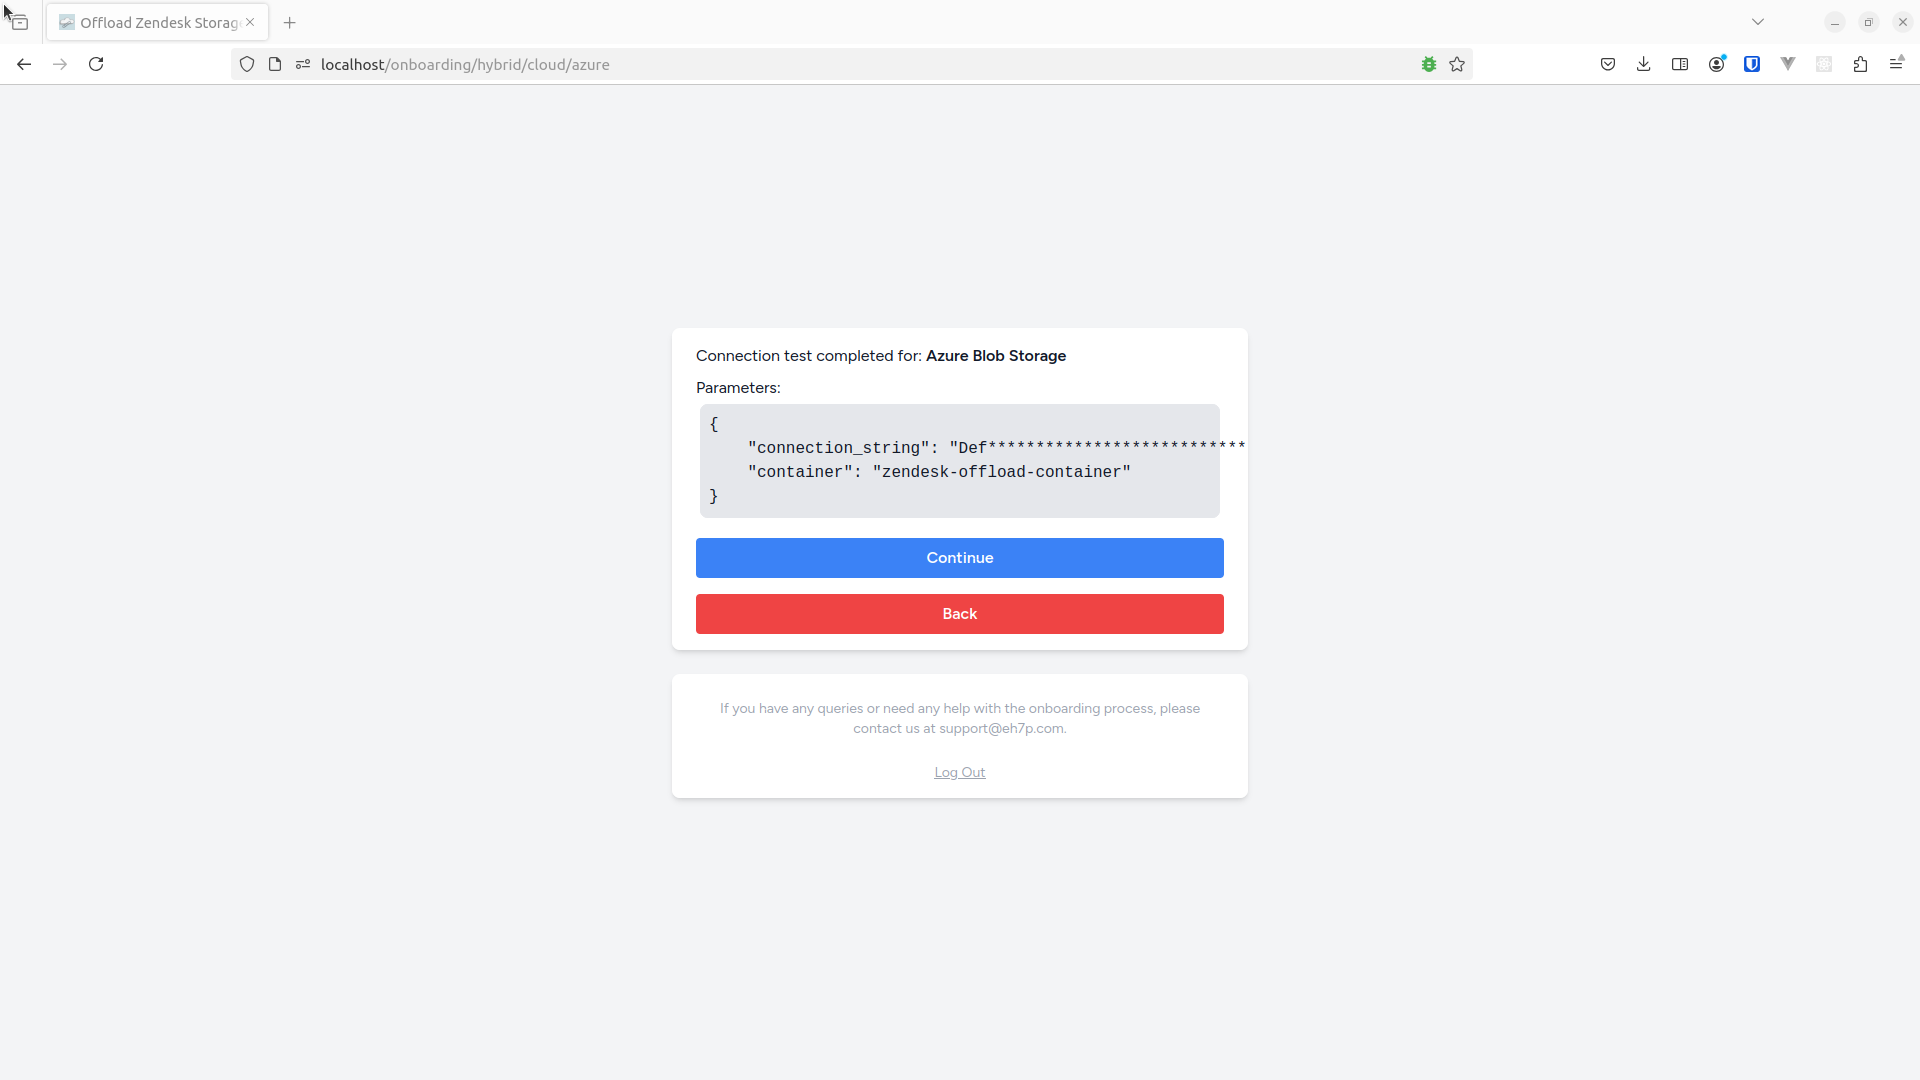 Offload Zendesk Storag
localhost/onboarding/hybrid/cloud/azure
Connection test completed for: Azure Blob Storage
Parameters:
{
"connection_string": "Def***************************
"container": "zendesk-offload-container"
}
Continue
Back
If you have any queries or need any help with the onboarding process, please
contact us at support@eh7p.com.
Log Out